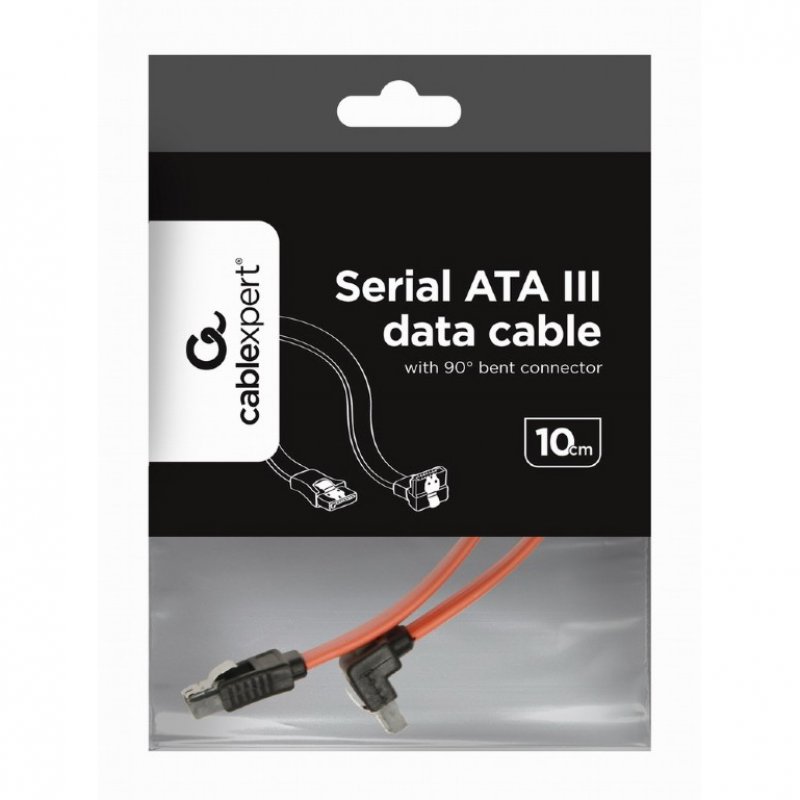 Serial ATA III
data cable
with 90° bent connector
10cm
cablexpert®